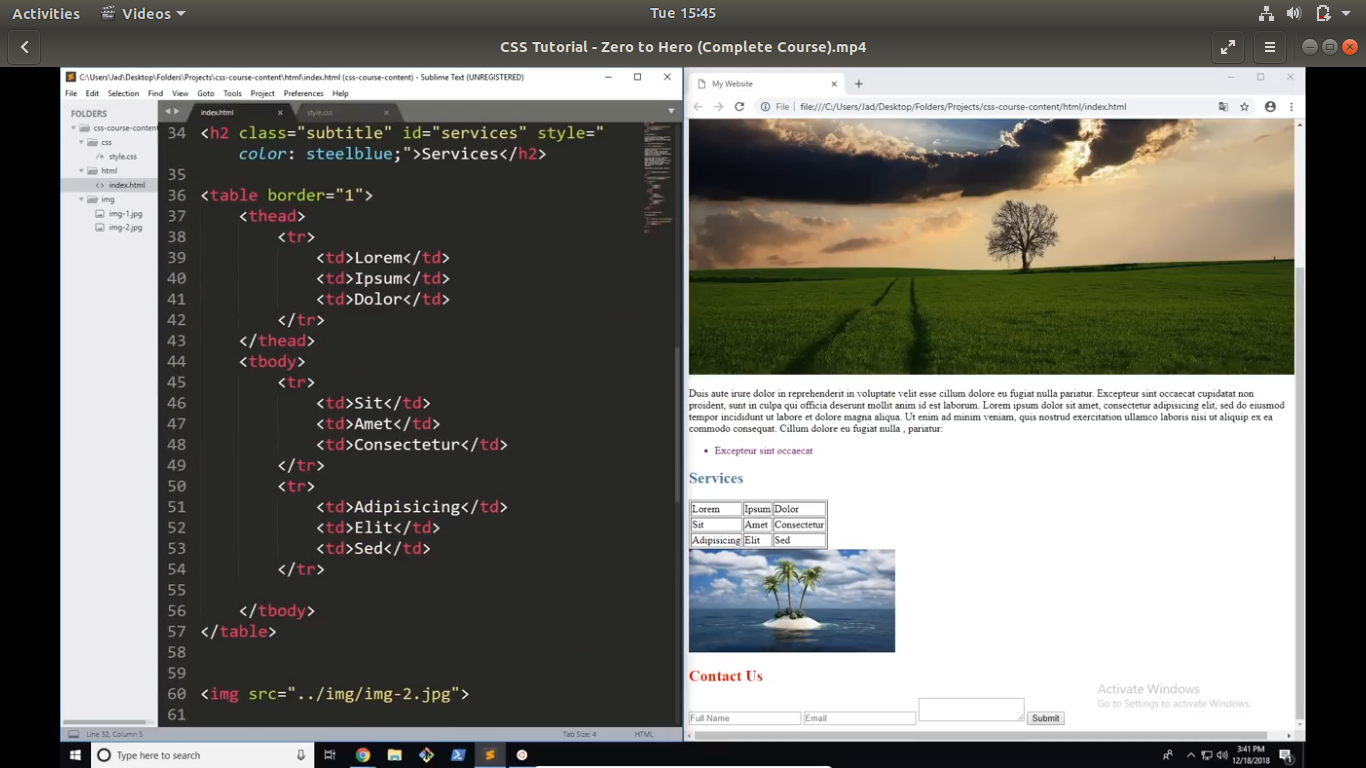 Activities
Videos
Tue 15:45
CSS Tutorial - Zero to Hero (Complete Course).mp4
C:\Users\Jad\Desktop\Folders\Projects\css-course-content\html\index.html (css-course-content) - Sublime Text (UNREGISTERED)
File Edit Selection Find View Goto Tools Project Preferences Help
FOLDERS
css-course-content
css
style.css
html
index.html
img
img-1.jpg
img-2.jpg
index.html
style.css
34 <h2 class="subtitle" id="services" style="
color: steelblue;">Services</h2>
35
36 <table border="1">
37 <thead>
38 <tr>
39 <td>Lorem</td>
40 <td>Ipsum</td>
41 <td>Dolor</td>
42 </tr>
43 </thead>
44 <tbody>
45 <tr>
46 <td>Sit</td>
47 <td>Amet</td>
48 <td>Consectetur</td>
49 </tr>
50 <tr>
51 <td>Adipisicing</td>
52 <td>Elit</td>
53 <td>Sed</td>
54 </tr>
55
56 </tbody>
57 </table>
58
59
60 <img src="../img/img-2.jpg">
61
Line 32, Column 5
Tab Size: 4
HTML
My Website
File file:///C:/Users/Jad/Desktop/Folders/Projects/css-course-content/html/index.html
Duis aute irure dolor in reprehenderit in voluptate velit esse cillum dolore eu fugiat nulla pariatur. Excepteur sint occaecat cupidatat non
proident, sunt in culpa qui officia deserunt mollit anim id est laborum. Lorem ipsum dolor sit amet, consectetur adipisicing elit, sed do eiusmod
tempor incididunt ut labore et dolore magna aliqua. Ut enim ad minim veniam, quis nostrud exercitation ullamco laboris nisi ut aliquip ex ea
commodo consequat. Cillum dolore eu fugiat nulla , pariatur:
• Excepteur sint occaecat
Services
Lorem Ipsum Dolor
Sit Amet Consectetur
Adipisicing Elit Sed
Contact Us
Full Name
Email
Submit
Activate Windows
Go to Settings to activate Windows.
Type here to search
3:41 PM
12/18/2018